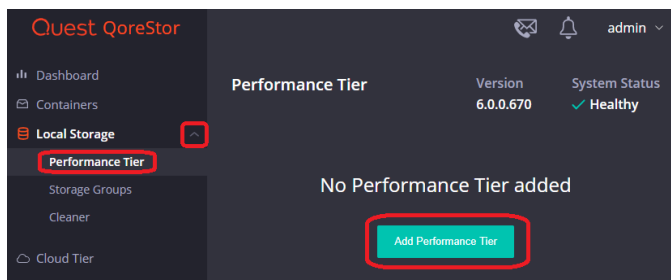 Quest QoreStor
admin
Dashboard
Containers
Local Storage
Performance Tier
Storage Groups
Cleaner
Cloud Tier
Performance Tier
Version
6.0.0.670
System Status
Healthy
No Performance Tier added
Add Performance Tier